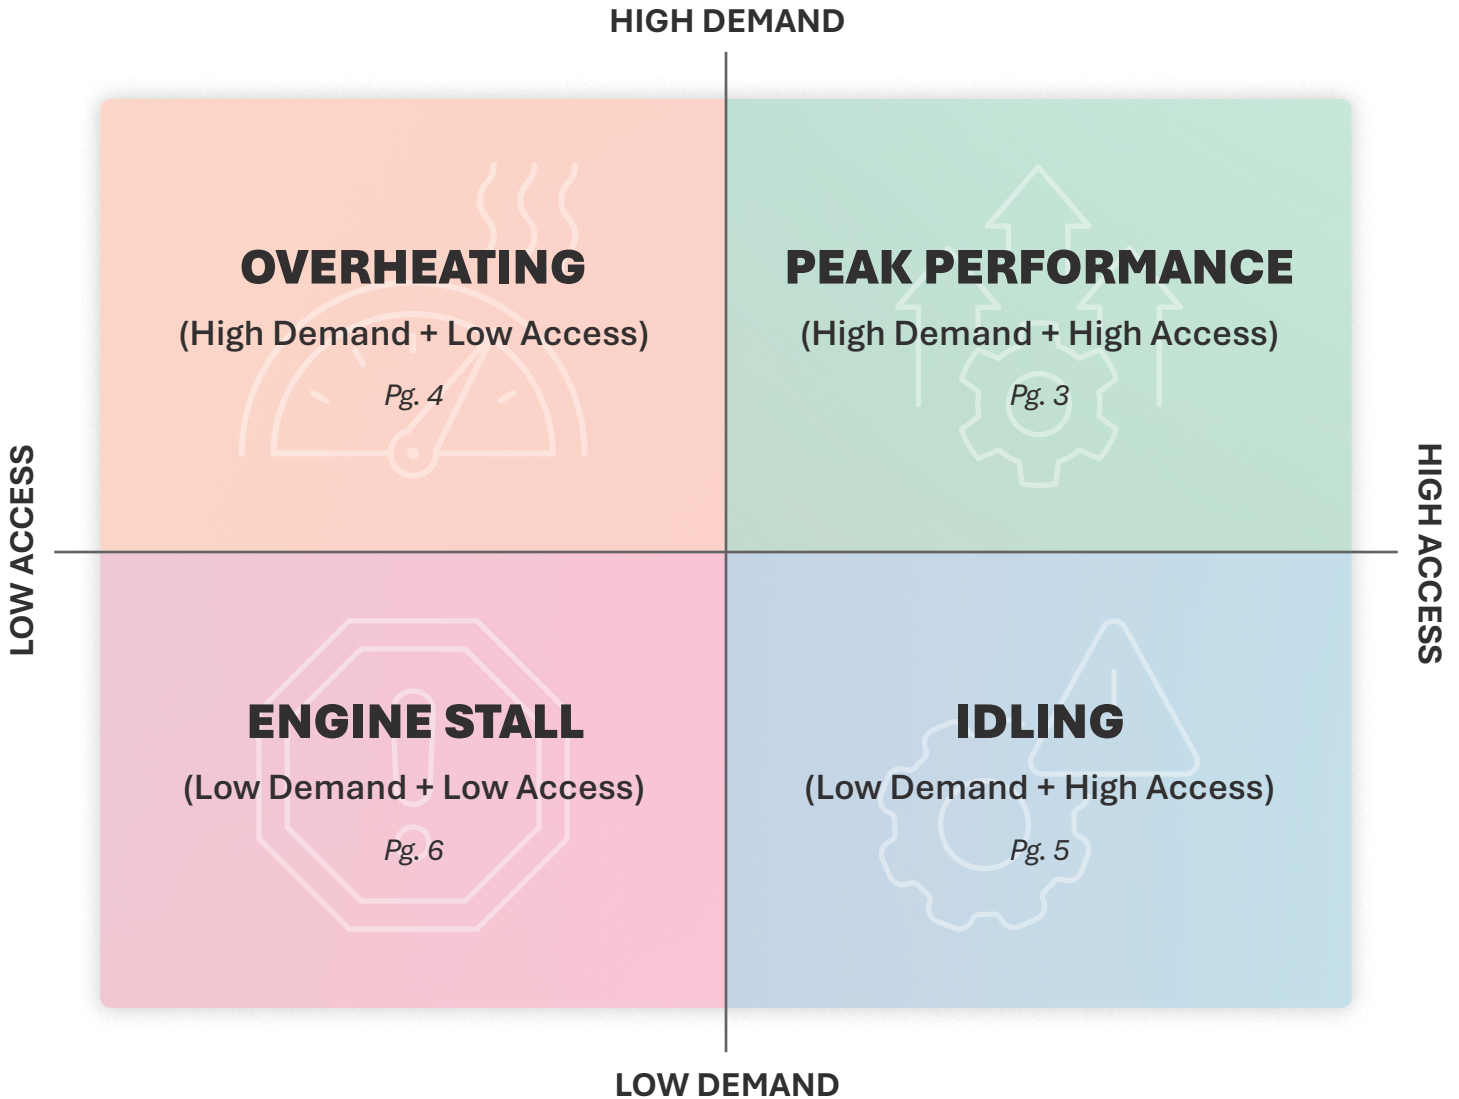 HIGH DEMAND
OVERHEATING
(High Demand + Low Access)
Pg. 4
PEAK PERFORMANCE
(High Demand + High Access)
Pg. 3
LOW ACCESS
HIGH ACCESS
ENGINE STALL
(Low Demand + Low Access)
Pg. 6
IDLING
(Low Demand + High Access)
Pg. 5
LOW DEMAND